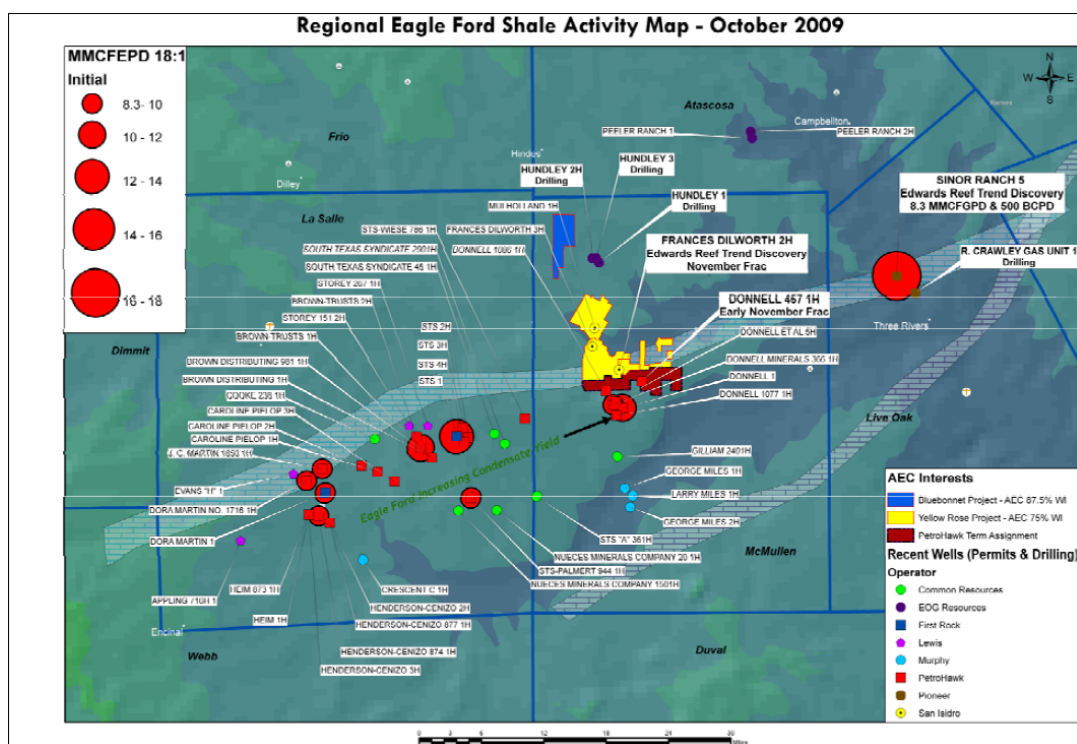 Regional Eagle Ford Shale Activity Map - October 2009
MMCFEPD 18:1
Initial
8.3- 10
10 - 12
12 - 14
14 - 16
16 - 18
N
W
E
S
Atascosa
Campbellton
PEELER RANCH 1
PEELER RANCH 2H
Frio
Hindes
Dilley
HUNDLEY 2H
Drilling
HUNDLEY 3
Drilling
HUNDLEY 1
Drilling
SINOR RANCH 5
Edwards Reef Trend Discovery
8.3 MMCFGPD & 500 BCPD
La Salle
MULHOLLAND 1H
STS-WIESE 786 1H
FRANCES DILWORTH 3H
SOUTH TEXAS SYNDICATE 2901H
DONNELL 1086 1H
FRANCES DILWORTH 2H
Edwards Reef Trend Discovery
November Frac
R. CRAWLEY GAS UNIT 1
Drilling
SOUTH TEXAS SYNDICATE 45 1H
STOREY 267 1H
BROWN-TRUSTS 2H
DONNELL 457 1H
Early November Frac
STOREY 151 2H
STS 2H
Three Rivers
BROWN TRUSTS 1H
DONNELL ET AL 5H
STS 3H
Dimmit
BROWN DISTRIBUTING 981 1H
DONNELL MINERALS 366 1H
STS 4H
BROWN DISTRIBUTING 1H
STS 1
DONNELL 1
COOKE 238 1H
DONNELL 1077 1H
CAROLINE PIELOP 3H
Live Oak
CAROLINE PIELOP 2H
CAROLINE PIELOP 1H
Eagle Ford Increasing Condensate Yield
J. C. MARTIN 1650 1H
GILLIAM 2401H
GEORGE MILES 1H
EVANS "H" 1
LARRY MILES 1H
DORA MARTIN NO. 1716 1H
GEORGE MILES 2H
DORA MARTIN 1
STS "A" 361H
McMullen
NUECES MINERALS COMPANY 20 1H
STS-PALMERT 944 1H
NUECES MINERALS COMPANY 1501H
HEIM 873 1H
CRESCENT C 1H
APPLING 710H 1
HENDERSON-CENIZO 2H
HEIM 1H
HENDERSON-CENIZO 877 1H
Encinal
HENDERSON-CENIZO 874 1H
Webb
HENDERSON-CENIZO 3H
Duval
AEC Interests
Bluebonnet Project - AEC 87.5% WI
Yellow Rose Project - AEC 75% WI
PetroHawk Term Assignment
Recent Wells (Permits & Drilling)
Operator
Common Resources
EOG Resources
First Rock
Lewis
Murphy
PetroHawk
Pioneer
San Isidro
0
3
6
12
18
24
30
Miles